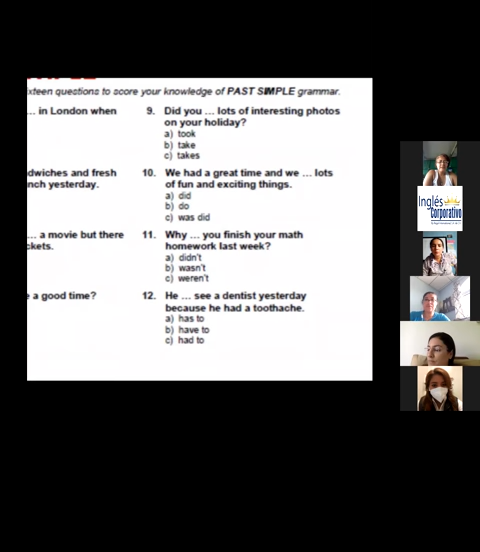 ixteen questions to score your knowledge of PAST SIMPLE grammar.
... in London when
dwiches and fresh
nch yesterday.
... a movie but there
ckets.
a good time?
9. Did you ... lots of interesting photos
on your holiday?
a) took
b) take
c) takes
10. We had a great time and we ... lots
of fun and exciting things.
a) did
b) do
c) was did
11. Why ... you finish your math
homework last week?
a) didn't
b) wasn't
c) weren't
12. He ... see a dentist yesterday
because he had a toothache.
a) has to
b) have to
c) had to
Inglés
Corporativo